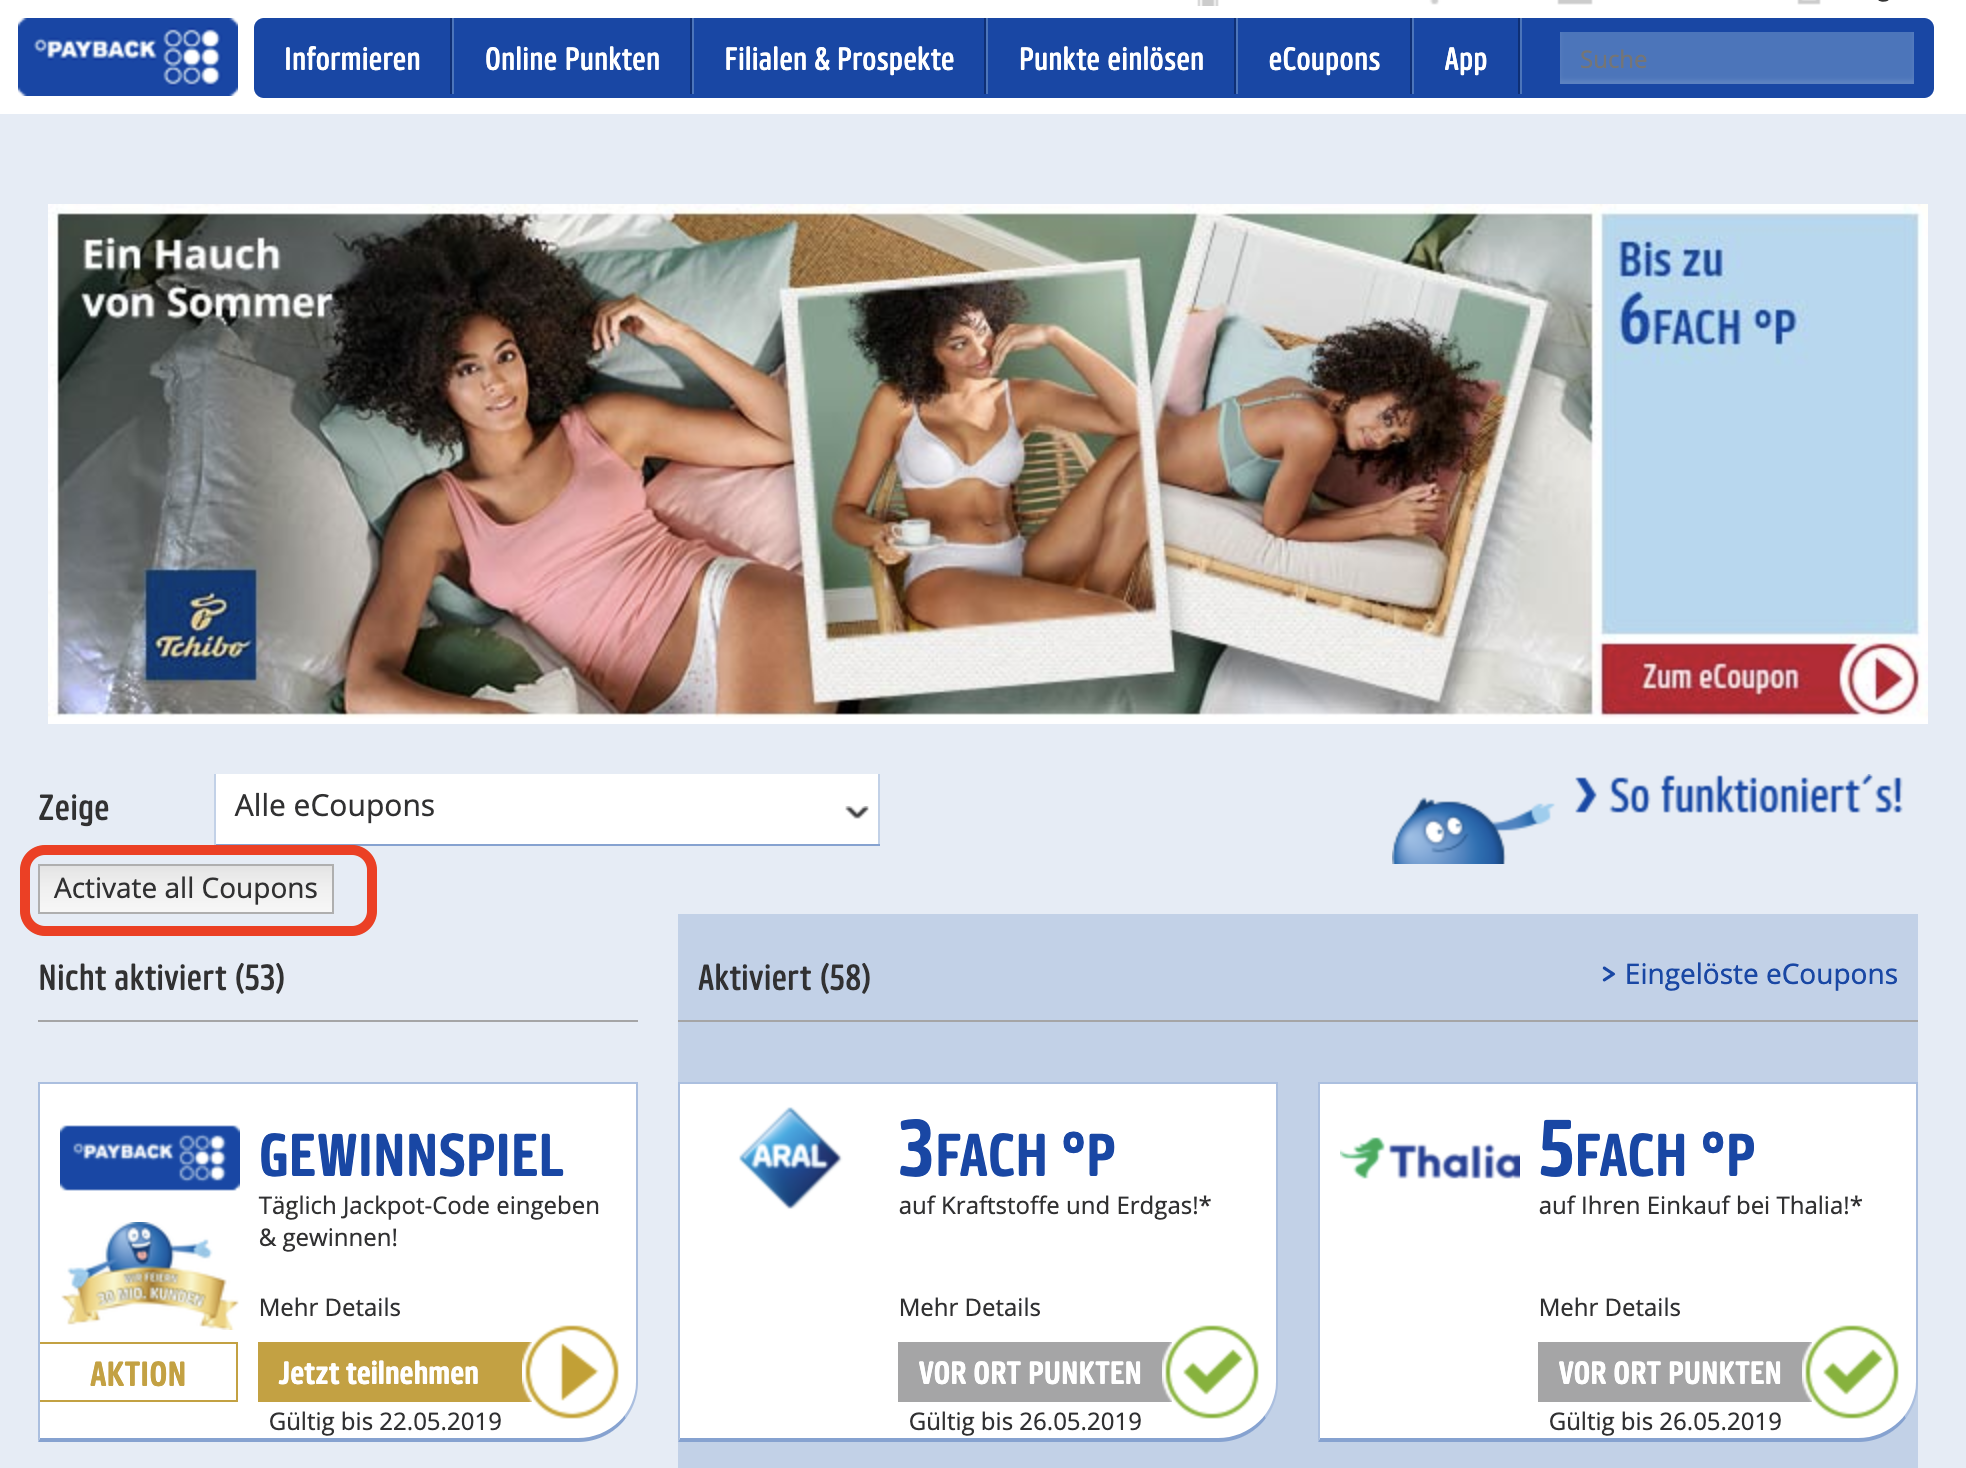 °PAYBACK
Informieren
Online Punkten
Filialen & Prospekte
Punkte einlösen
eCoupons
App
Suche
Ein Hauch
von Sommer
Tchibo
Bis zu
6FACH °P
Zum eCoupon
Zeige
Alle eCoupons
❯ So funktioniert´s!
Activate all Coupons
Nicht aktiviert (53)
Aktiviert (58)
> Eingelöste eCoupons
°PAYBACK
GEWINNSPIEL
Täglich Jackpot-Code eingeben
& gewinnen!
WIR FEIERN
30 MIO. KUNDEN
Mehr Details
AKTION
Jetzt teilnehmen
Gültig bis 22.05.2019
ARAL
3FACH °P
auf Kraftstoffe und Erdgas!*
Mehr Details
VOR ORT PUNKTEN
Gültig bis 26.05.2019
Thalia
5FACH °P
auf Ihren Einkauf bei Thalia!*
Mehr Details
VOR ORT PUNKTEN
Gültig bis 26.05.2019